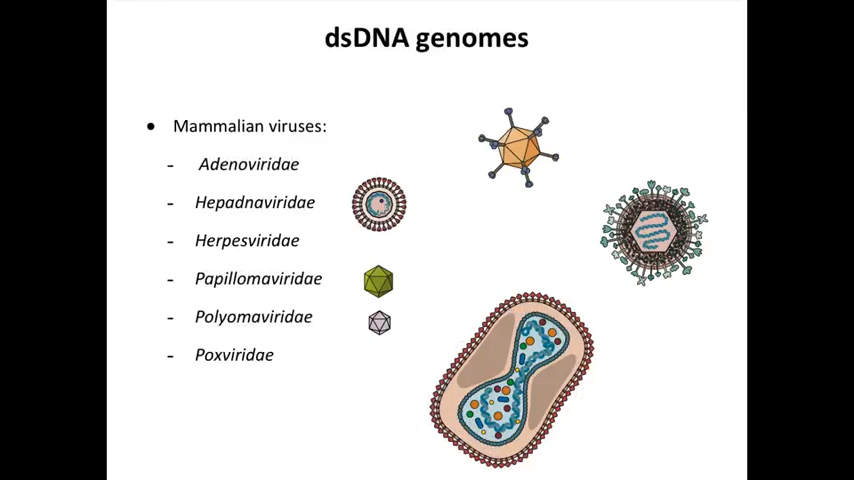 dsDNA genomes
• Mammalian viruses:
- Adenoviridae
- Hepadnaviridae
- Herpesviridae
- Papillomaviridae
- Polyomaviridae
- Poxviridae